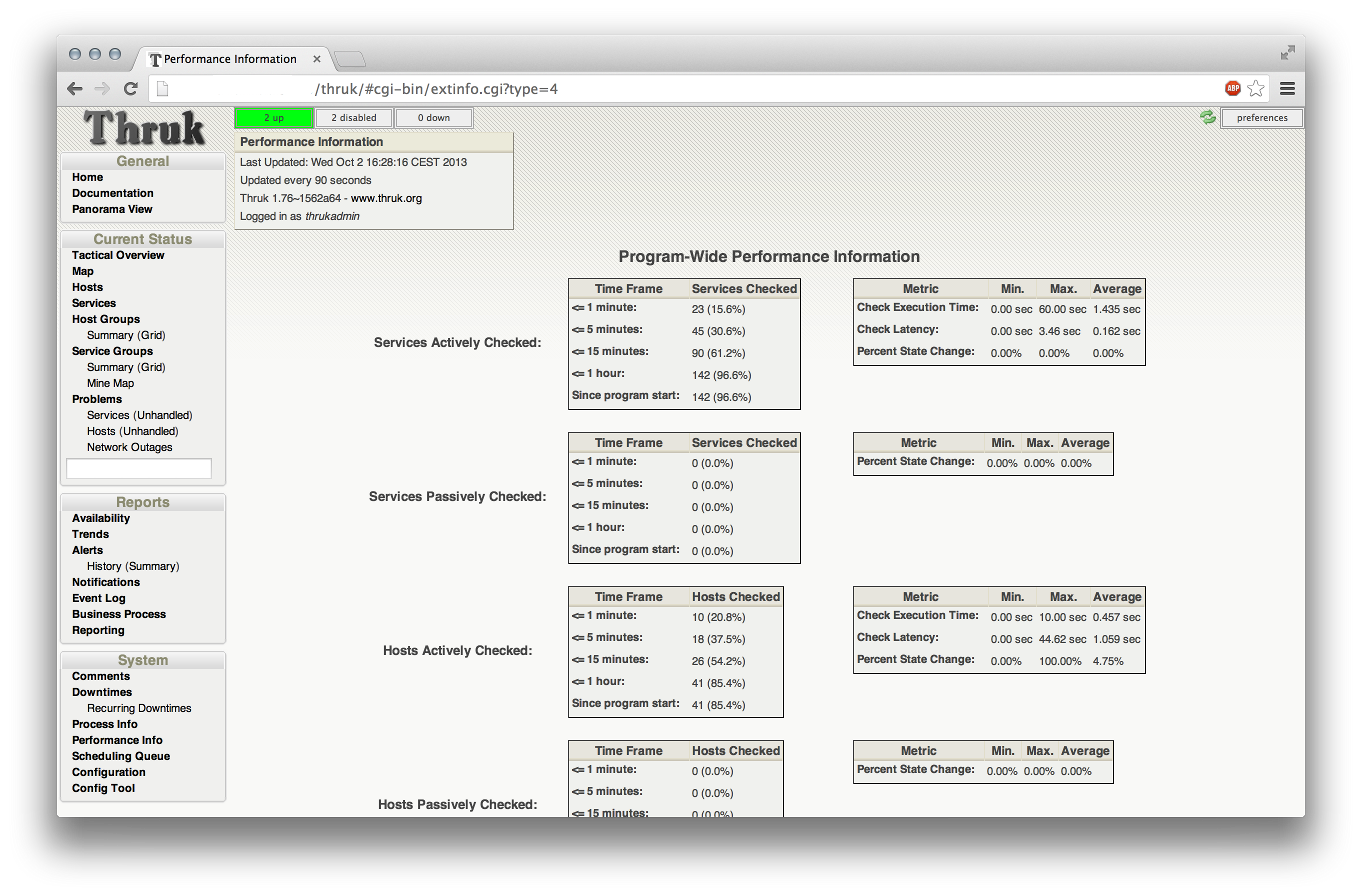 Performance Information
/thruk/#cgi-bin/extinfo.cgi?type=4
ABP
Thruk
2 up 2 disabled 0 down
preferences
General
Home
Documentation
Panorama View
Current Status
Tactical Overview
Map
Hosts
Services
Host Groups
Summary (Grid)
Service Groups
Summary (Grid)
Mine Map
Problems
Services (Unhandled)
Hosts (Unhandled)
Network Outages
Reports
Availability
Trends
Alerts
History (Summary)
Notifications
Event Log
Business Process
Reporting
System
Comments
Downtimes
Recurring Downtimes
Process Info
Performance Info
Scheduling Queue
Configuration
Config Tool
Performance Information
Last Updated: Wed Oct 2 16:28:16 CEST 2013
Updated every 90 seconds
Thruk 1.76~1562a64 - www.thruk.org
Logged in as thrukadmin
Program-Wide Performance Information
Services Actively Checked:
Time Frame Services Checked
<= 1 minute: 23 (15.6%)
<= 5 minutes: 45 (30.6%)
<= 15 minutes: 90 (61.2%)
<= 1 hour: 142 (96.6%)
Since program start: 142 (96.6%)
Metric Min. Max. Average
Check Execution Time: 0.00 sec 60.00 sec 1.435 sec
Check Latency: 0.00 sec 3.46 sec 0.162 sec
Percent State Change: 0.00% 0.00% 0.00%
Services Passively Checked:
Time Frame Services Checked
<= 1 minute: 0 (0.0%)
<= 5 minutes: 0 (0.0%)
<= 15 minutes: 0 (0.0%)
<= 1 hour: 0 (0.0%)
Since program start: 0 (0.0%)
Metric Min. Max. Average
Percent State Change: 0.00% 0.00% 0.00%
Hosts Actively Checked:
Time Frame Hosts Checked
<= 1 minute: 10 (20.8%)
<= 5 minutes: 18 (37.5%)
<= 15 minutes: 26 (54.2%)
<= 1 hour: 41 (85.4%)
Since program start: 41 (85.4%)
Metric Min. Max. Average
Check Execution Time: 0.00 sec 10.00 sec 0.457 sec
Check Latency: 0.00 sec 44.62 sec 1.059 sec
Percent State Change: 0.00% 100.00% 4.75%
Hosts Passively Checked:
Time Frame Hosts Checked
<= 1 minute: 0 (0.0%)
<= 5 minutes: 0 (0.0%)
<= 15 minutes: 0 (0.0%)
Metric Min. Max. Average
Percent State Change: 0.00% 0.00% 0.00%